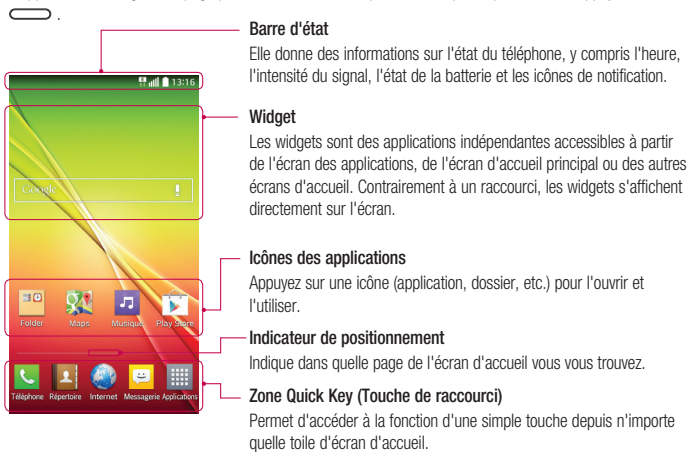 .
Barre d'état
Elle donne des informations sur l'état du téléphone, y compris l'heure,
l'intensité du signal, l'état de la batterie et les icônes de notification.
13:16
Widget
Les widgets sont des applications indépendantes accessibles à partir
de l'écran des applications, de l'écran d'accueil principal ou des autres
écrans d'accueil. Contrairement à un raccourci, les widgets s'affichent
directement sur l'écran.
Google
Icônes des applications
Appuyez sur une icône (application, dossier, etc.) pour l'ouvrir et
l'utiliser.
Folder Maps Musique Play Store
Indicateur de positionnement
Indique dans quelle page de l'écran d'accueil vous vous trouvez.
Zone Quick Key (Touche de raccourci)
Permet d'accéder à la fonction d'une simple touche depuis n'importe
quelle toile d'écran d'accueil.
Téléphone Répertoire Internet Messagerie Applications